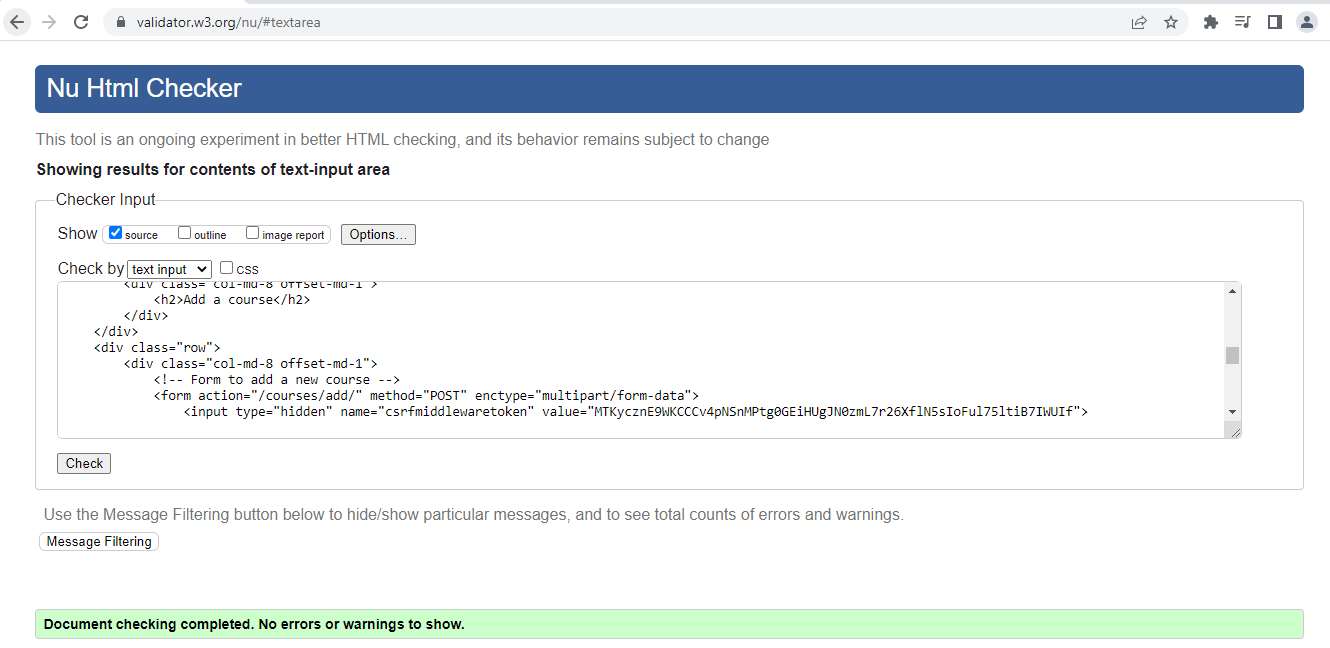 validator.w3.org/nu/#textarea
Nu Html Checker
This tool is an ongoing experiment in better HTML checking, and its behavior remains subject to change
Showing results for contents of text-input area
Checker Input
Show source outline image report Options...
Check by text input css
<div class="col-md-8 offset-md-1">
<h2>Add a course</h2>
</div>
</div>
<div class="row">
<div class="col-md-8 offset-md-1">
<!-- Form to add a new course -->
<form action="/courses/add/" method="POST" enctype="multipart/form-data">
<input type="hidden" name="csrfmiddlewaretoken" value="MTKycznE9WKCCCv4pNSnMPtg0GEiHUgJN0zmL7r26XflN5sIoFul75ltiB7IWUIf">
Check
Use the Message Filtering button below to hide/show particular messages, and to see total counts of errors and warnings.
Message Filtering
Document checking completed. No errors or warnings to show.